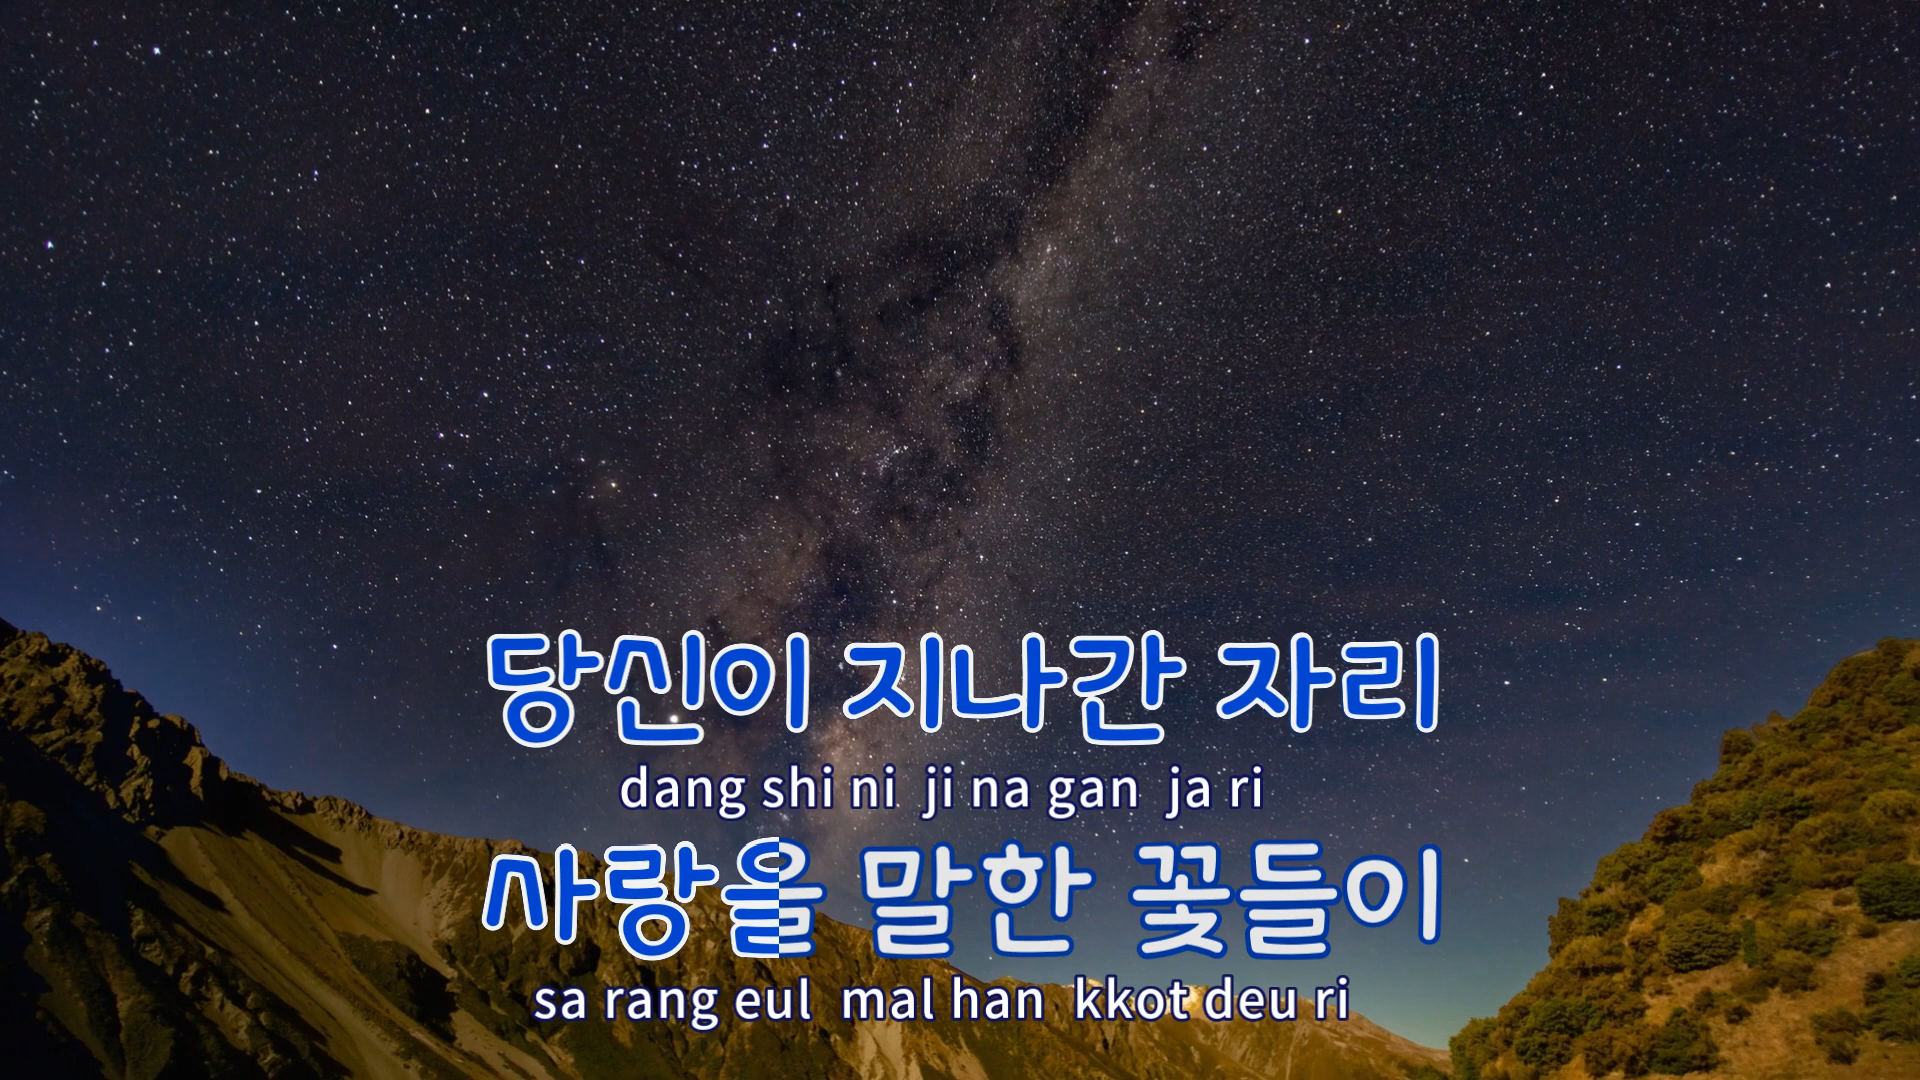 당신이 지나간 자리
dang shi ni ji na gan ja ri
사랑을 말한 꽃들이
sa rang eul mal han kkot deu ri